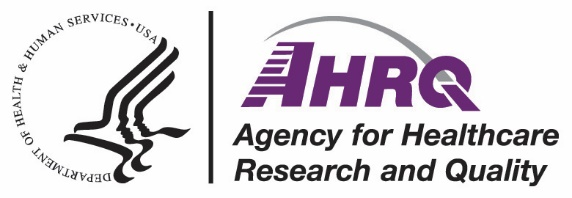 DEPARTMENT OF HEALTH & HUMAN SERVICES • USA
AHRQ
Agency for Healthcare
Research and Quality